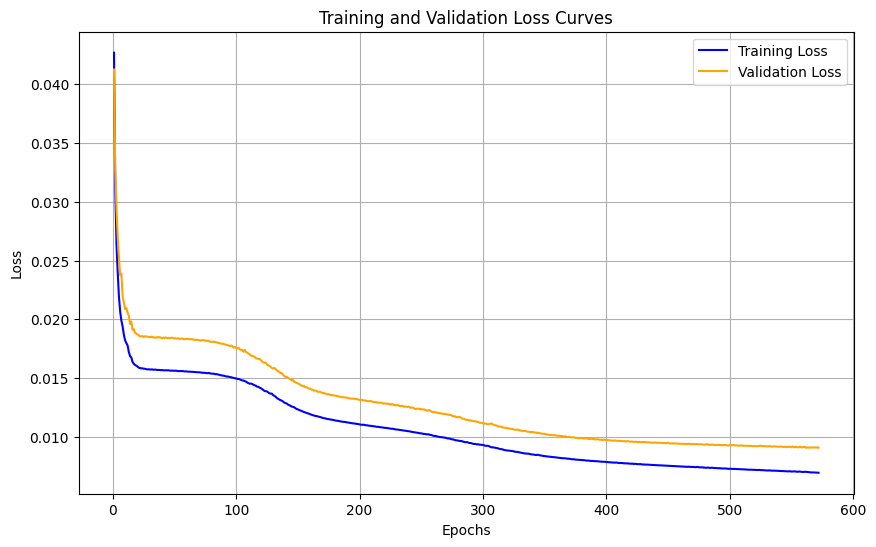 Training and Validation Loss Curves
Training Loss
Validation Loss
0.040
0.035
0.030
0.025
0.020
0.015
0.010
Loss
0
100
200
300
400
500
600
Epochs